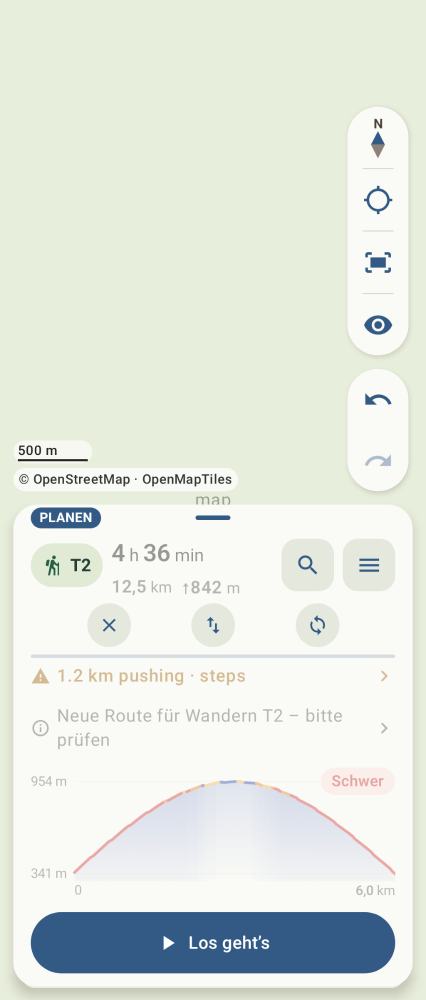 N
500 m
© OpenStreetMap · OpenMapTiles
map
PLANEN
T2
4 h 36 min
12,5 km ↑842 m
1.2 km pushing · steps
Neue Route für Wandern T2 – bitte
prüfen
954 m
Schwer
341 m
0
6,0 km
Los geht's